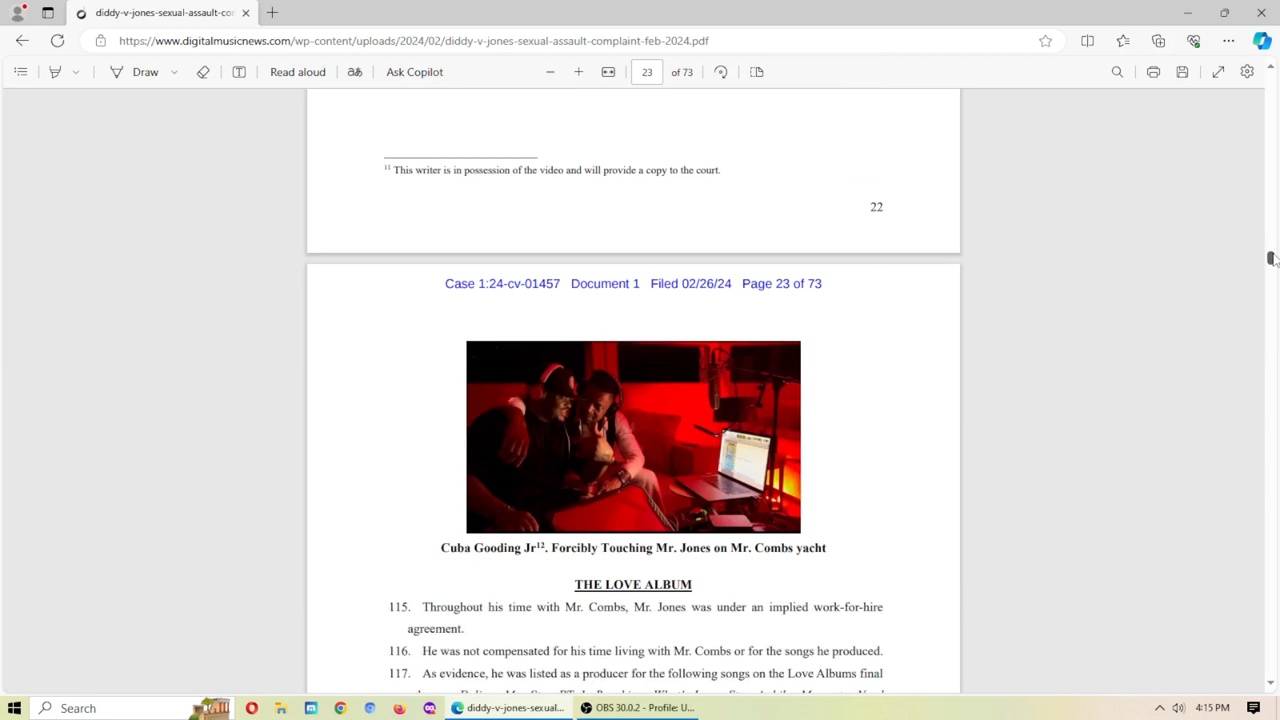 diddy-v-jones-sexual-assault-co
https://www.digitalmusicnews.com/wp-content/uploads/2024/02/diddy-v-jones-sexual-assault-complaint-feb-2024.pdf
Draw
Read aloud
Ask Copilot
23 of 73
11 This writer is in possession of the video and will provide a copy to the court.
22
Case 1:24-cv-01457 Document 1 Filed 02/26/24 Page 23 of 73
Cuba Gooding Jr12. Forcibly Touching Mr. Jones on Mr. Combs yacht
THE LOVE ALBUM
115. Throughout his time with Mr. Combs, Mr. Jones was under an implied work-for-hire
agreement.
116. He was not compensated for his time living with Mr. Combs or for the songs he produced.
117. As evidence, he was listed as a producer for the following songs on the Love Albums final
Search
diddy-v-jones-sexual...
OBS 30.0.2 - Profile: U...
4:15 PM